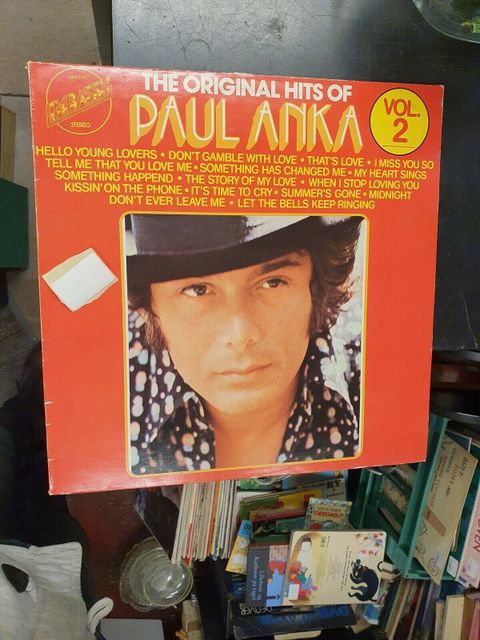 STEREO
THE ORIGINAL HITS OF
PAUL ANKA
VOL.
2
HELLO YOUNG LOVERS • DON'T GAMBLE WITH LOVE • THAT'S LOVE • I MISS YOU SO
TELL ME THAT YOU LOVE ME • SOMETHING HAS CHANGED ME • MY HEART SINGS
SOMETHING HAPPEND • THE STORY OF MY LOVE • WHEN I STOP LOVING YOU
KISSIN' ON THE PHONE • IT'S TIME TO CRY • SUMMER'S GONE • MIDNIGHT
DON'T EVER LEAVE ME • LET THE BELLS KEEP RINGING
DENVER